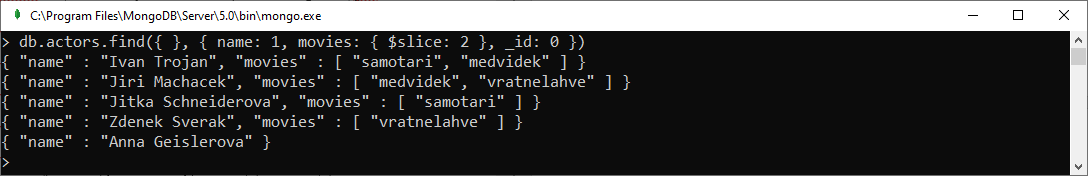 C:\Program Files\MongoDB\Server\5.0\bin\mongo.exe
> db.actors.find({ }, { name: 1, movies: { $slice: 2 }, _id: 0 })
{ "name" : "Ivan Trojan", "movies" : [ "samotari", "medvidek" ] }
{ "name" : "Jiri Machacek", "movies" : [ "medvidek", "vratnelahve" ] }
{ "name" : "Jitka Schneiderova", "movies" : [ "samotari" ] }
{ "name" : "Zdenek Sverak", "movies" : [ "vratnelahve" ] }
{ "name" : "Anna Geislerova" }
>